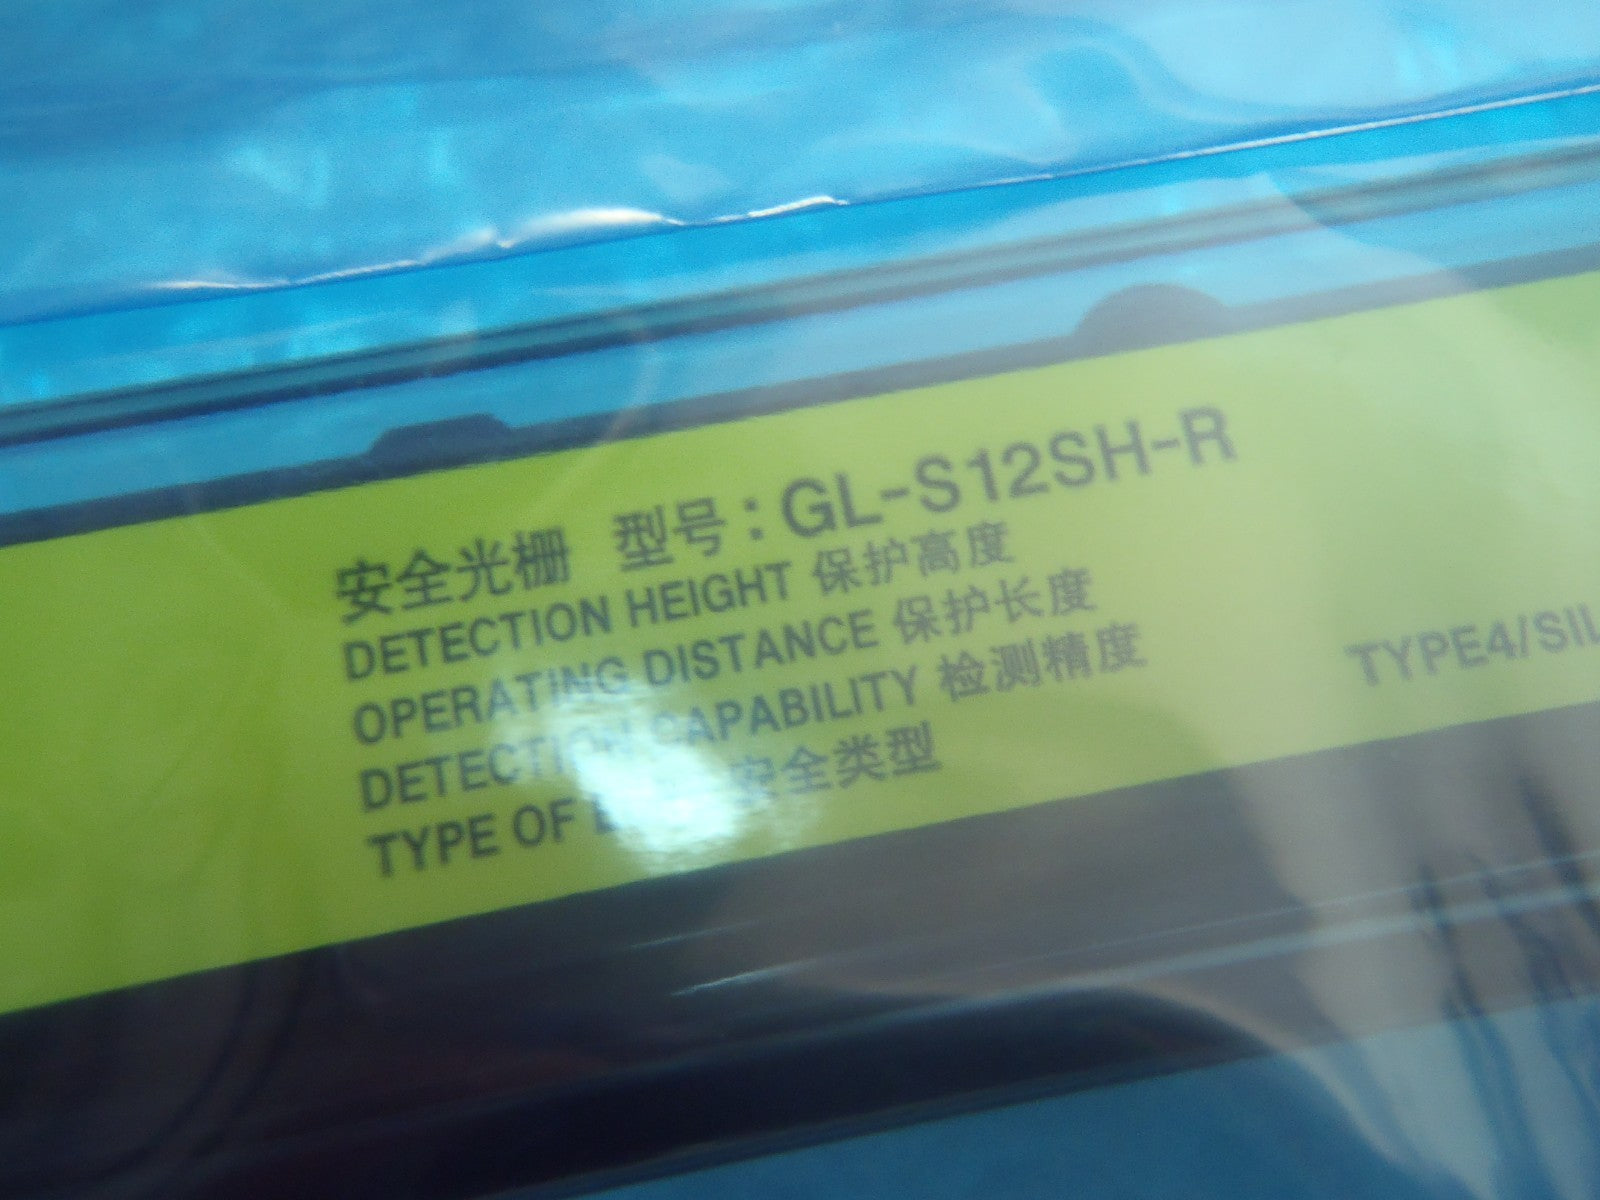 安全光栅 型号：GL-S12SH-R
DETECTION HEIGHT 保护高度
OPERATING DISTANCE 保护长度
DETECTION CAPABILITY 检测精度
TYPE OF 安全类型
TYPE4/SIL